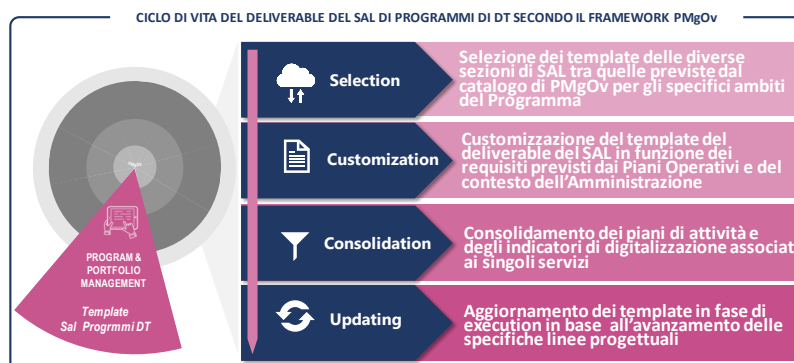 CICLO DI VITA DEL DELIVERABLE DEL SAL DI PROGRAMMI DI DT SECONDO IL FRAMEWORK PMgOv
PROGRAM &
PORTFOLIO
MANAGEMENT
Template
Sal Progrmmi DT
Selection
Selezione dei template delle diverse
sezioni di SAL tra quelle previste dal
catalogo di PMgOv per gli specifici ambiti
del Programma
Customization
Customizzazione del template del
deliverable del SAL in funzione dei
requisiti previsti dai Piani Operativi e del
contesto dell'Amministrazione
Consolidation
Consolidamento dei piani di attività e
degli indicatori di digitalizzazione associat
ai singoli servizi
Updating
Aggiornamento dei template in fase di
execution in base all'avanzamento delle
specifiche linee progettuali